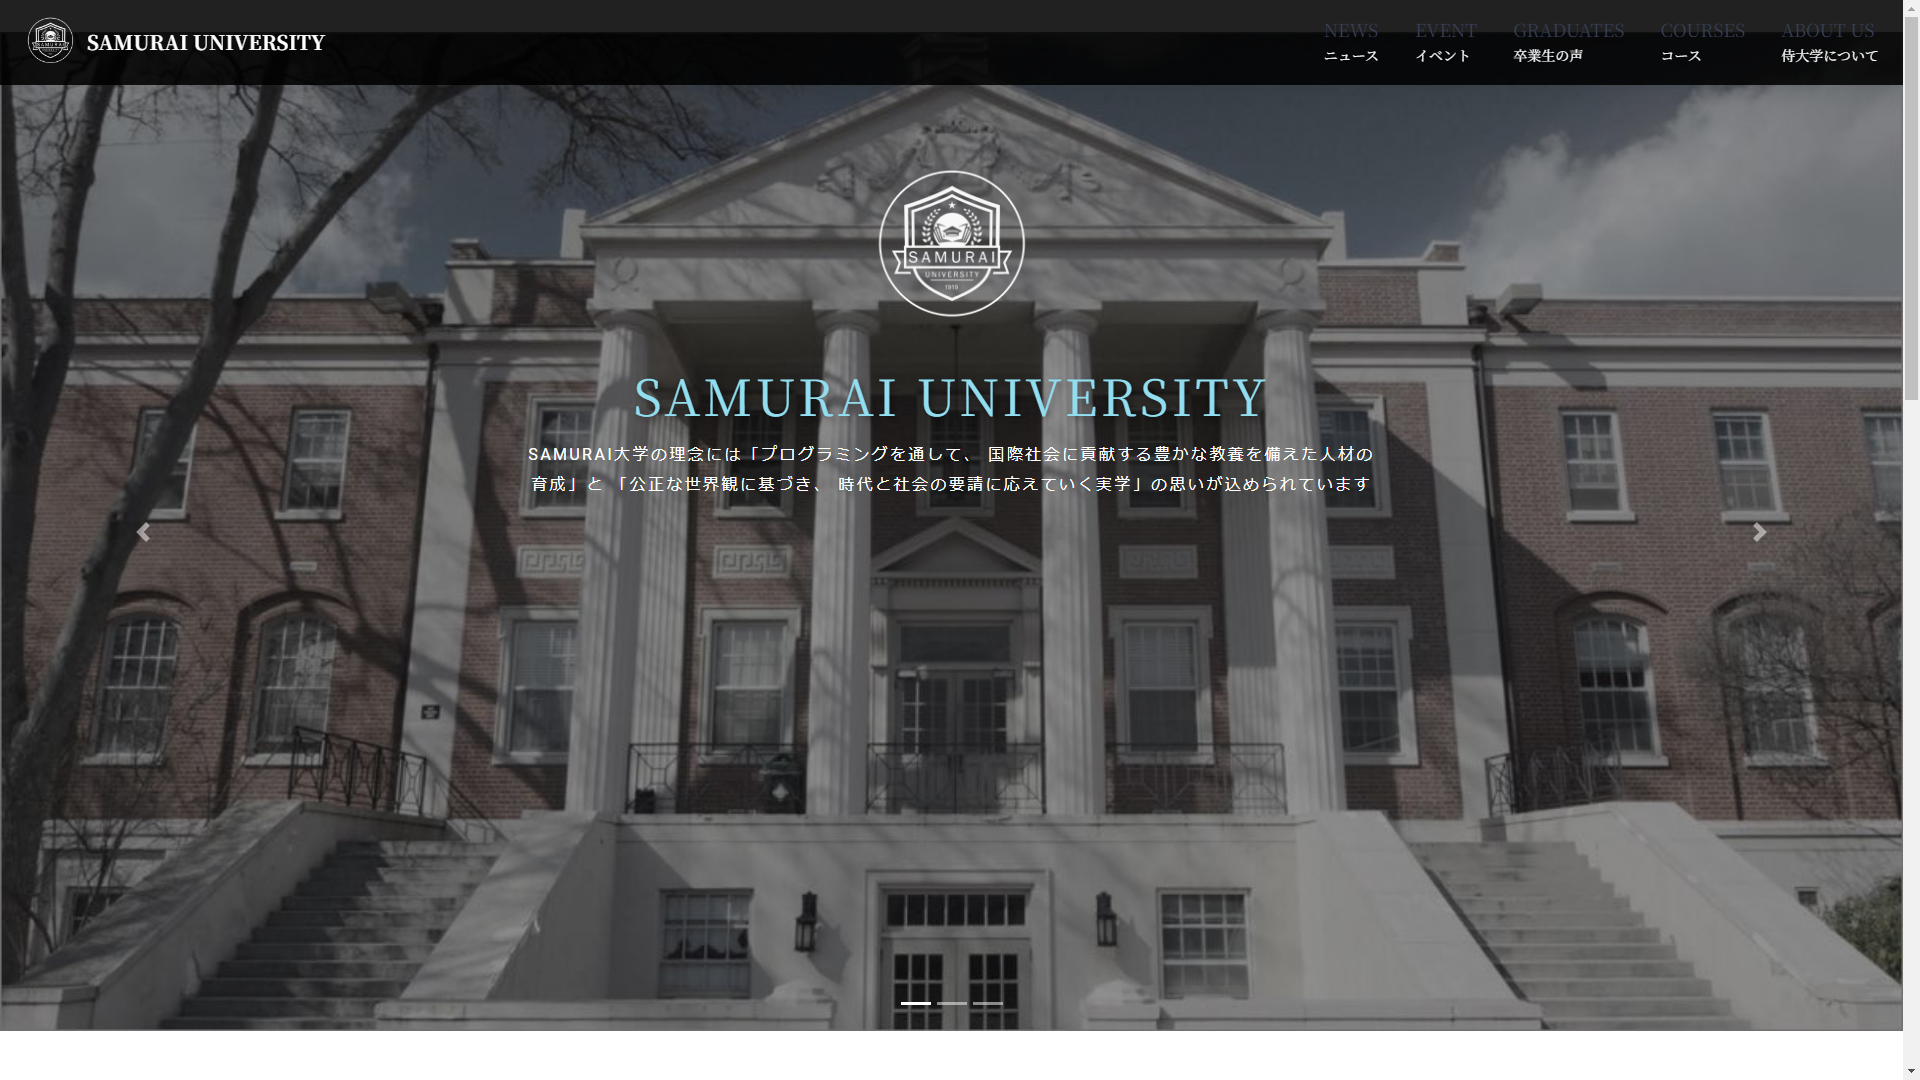 SAMURAI UNIVERSITY
NEWS
ニュース
EVENT
イベント
GRADUATES
卒業生の声
COURSES
コース
ABOUT US
侍大学について
SAMURAI
UNIVERSITY
1919
SAMURAI UNIVERSITY
SAMURAI大学の理念には「プログラミングを通して、 国際社会に貢献する豊かな教養を備えた人材の
育成」と 「公正な世界観に基づき、 時代と社会の要請に応えていく実学」の思いが込められています